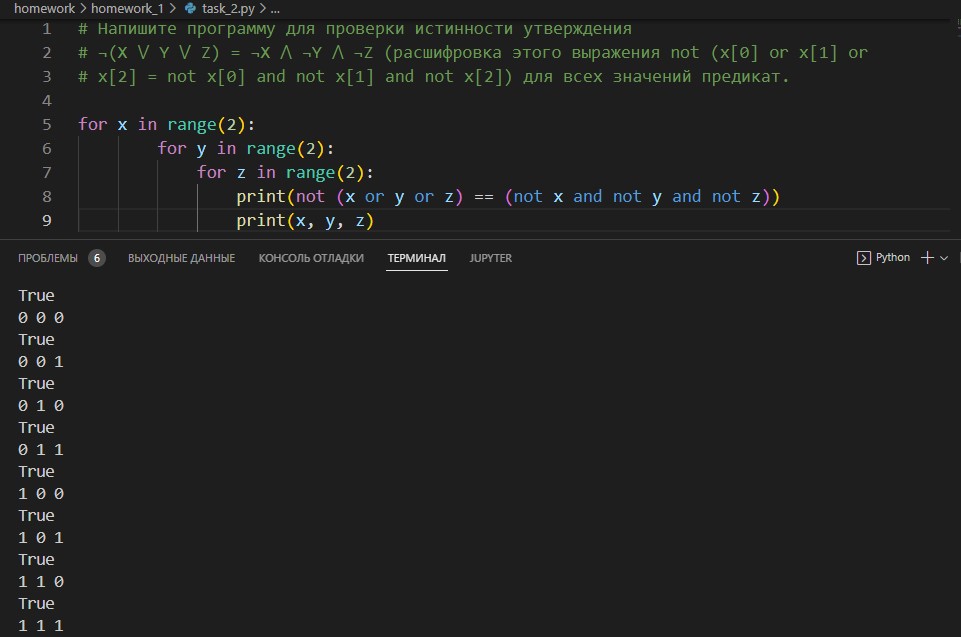 homework > homework_1 > task_2.py > ...
1 # Напишите программу для проверки истинности утверждения
2 # ¬(X \/ Y \/ Z) = ¬X /\ ¬Y /\ ¬Z (расшифровка этого выражения not (x[0] or x[1] or
3 # x[2] = not x[0] and not x[1] and not x[2]) для всех значений предикат.
4
5 for x in range(2):
6 for y in range(2):
7 for z in range(2):
8 print(not (x or y or z) == (not x and not y and not z))
9 print(x, y, z)
ПРОБЛЕМЫ 6 ВЫХОДНЫЕ ДАННЫЕ КОНСОЛЬ ОТЛАДКИ ТЕРМИНАЛ JUPYTER Python
True
0 0 0
True
0 0 1
True
0 1 0
True
0 1 1
True
1 0 0
True
1 0 1
True
1 1 0
True
1 1 1